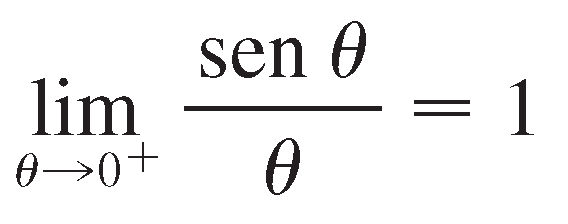 lim θ→0⁺ sen θ / θ = 1